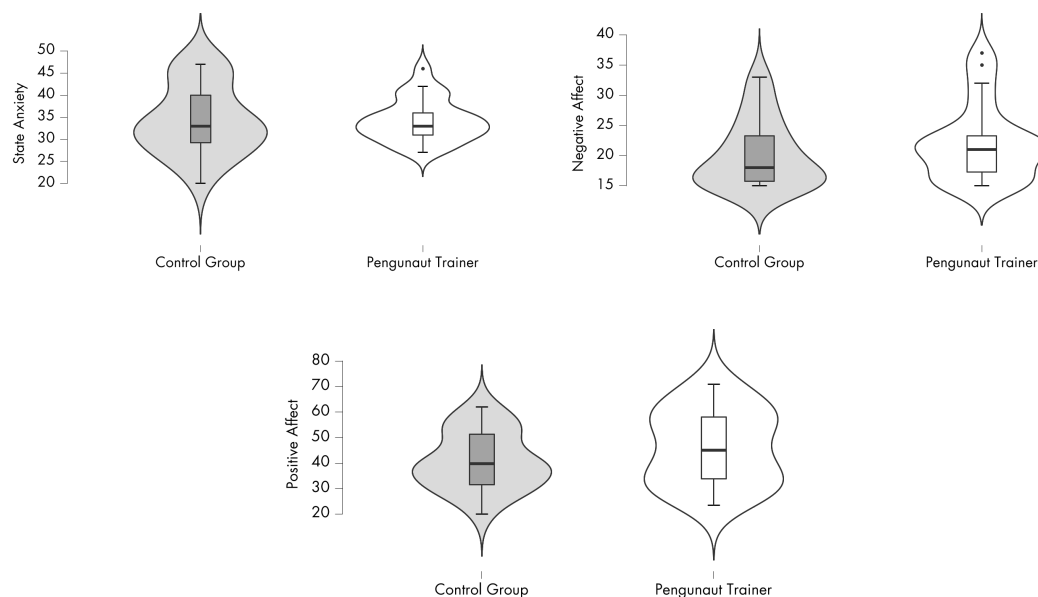 State Anxiety
50
45
35
30
25
20
Control Group
Pengunaut Trainer
Negative Affect
40
35
30
25
20
15
Control Group
Pengunaut Trainer
Positive Affect
80
70
60
50
40
30
20
Control Group
Pengunaut Trainer